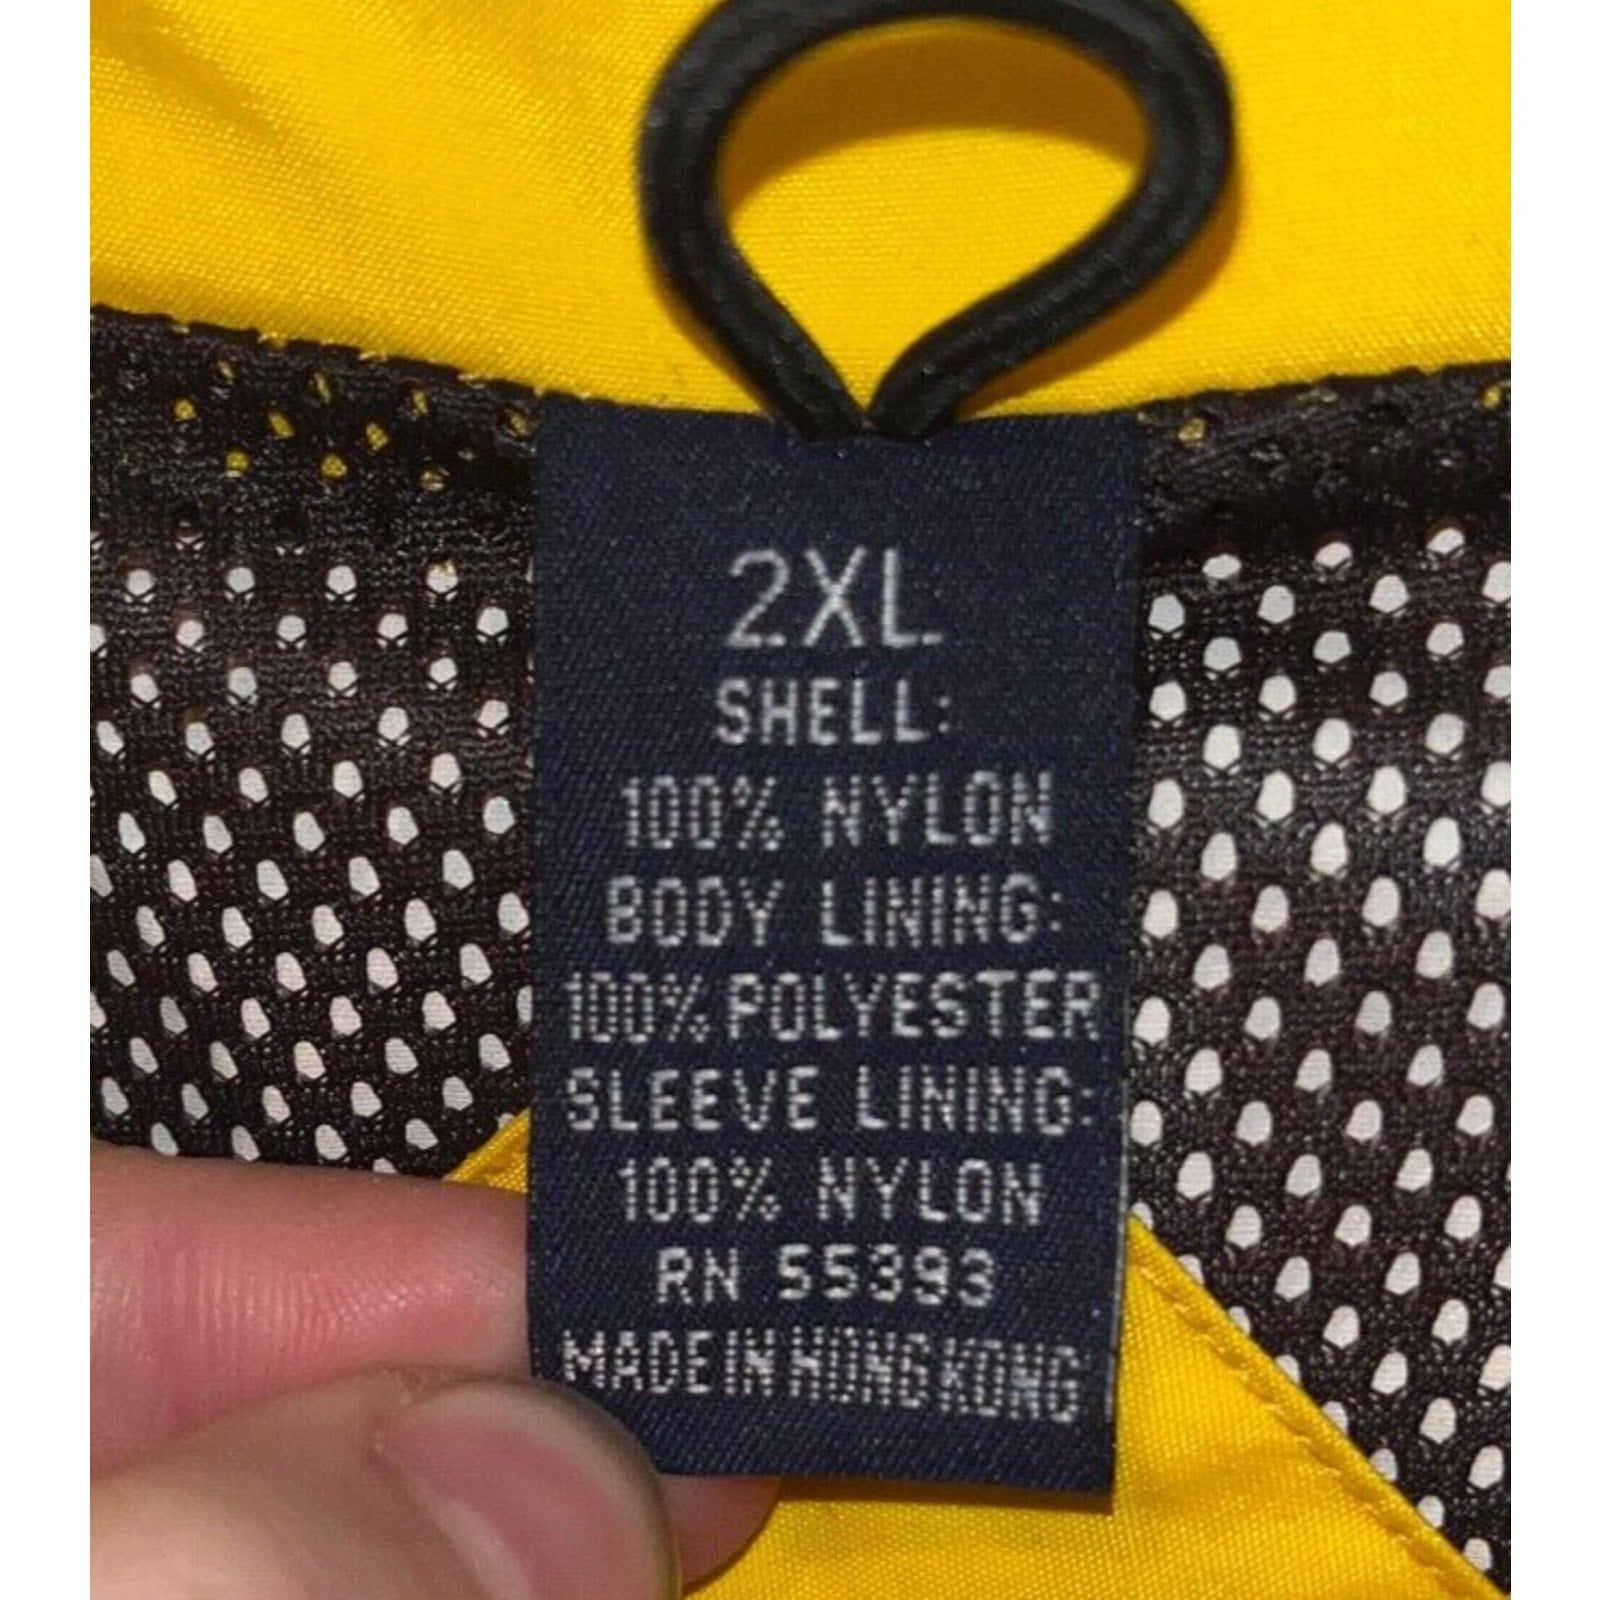 2XL
SHELL:
100% NYLON
BODY LINING:
100% POLYESTER
SLEEVE LINING:
100% NYLON
RN 55393
MADE IN HONG KONG